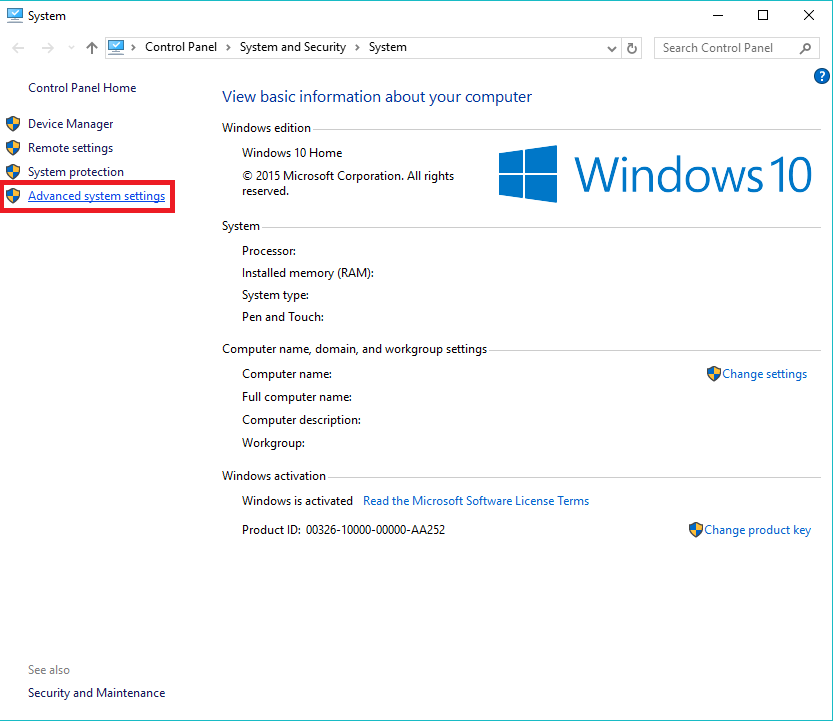 System
Control Panel > System and Security > System
Search Control Panel
?
Control Panel Home
Device Manager
Remote settings
System protection
Advanced system settings
View basic information about your computer
Windows edition
Windows 10 Home
© 2015 Microsoft Corporation. All rights
reserved.
Windows 10
System
Processor:
Installed memory (RAM):
System type:
Pen and Touch:
Computer name, domain, and workgroup settings
Computer name:
Change settings
Full computer name:
Computer description:
Workgroup:
Windows activation
Windows is activated Read the Microsoft Software License Terms
Product ID: 00326-10000-00000-AA252
Change product key
See also
Security and Maintenance